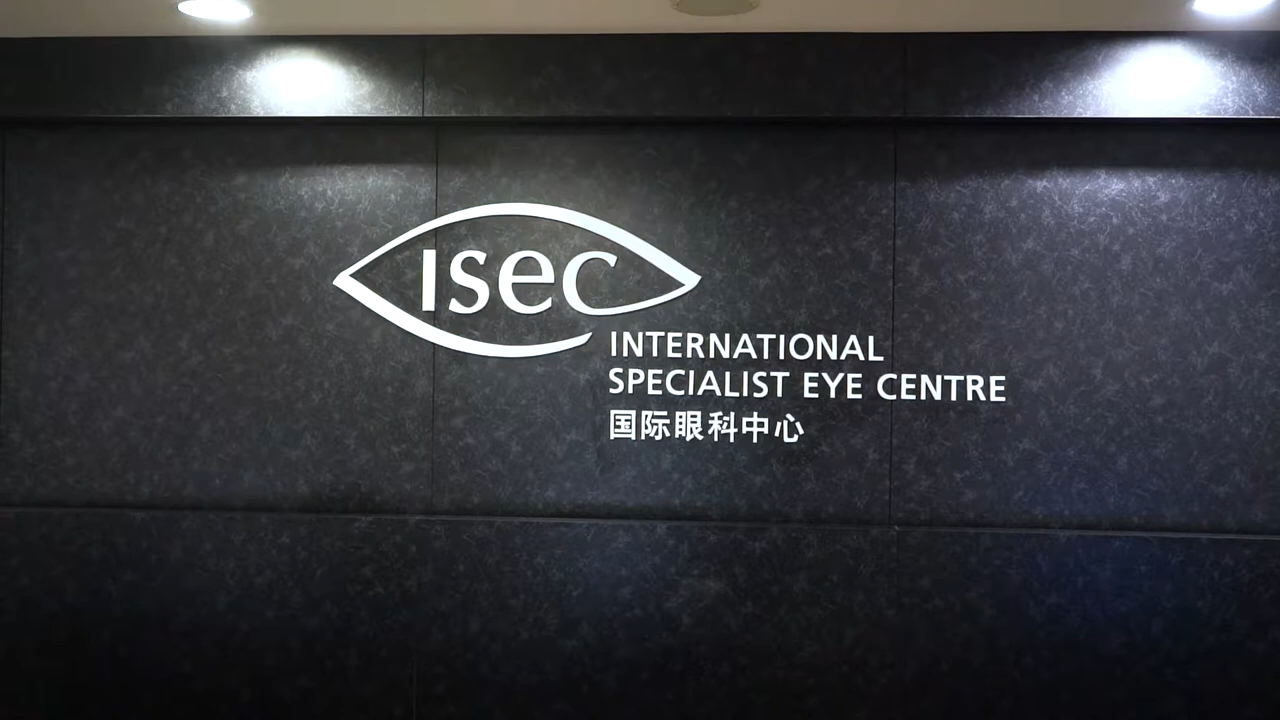 ISEC
INTERNATIONAL
SPECIALIST EYE CENTRE
国际眼科中心